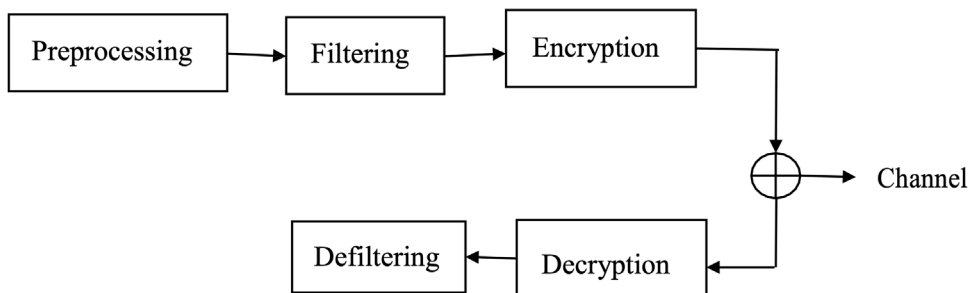 Preprocessing
Filtering
Encryption
Channel
Defiltering
Decryption